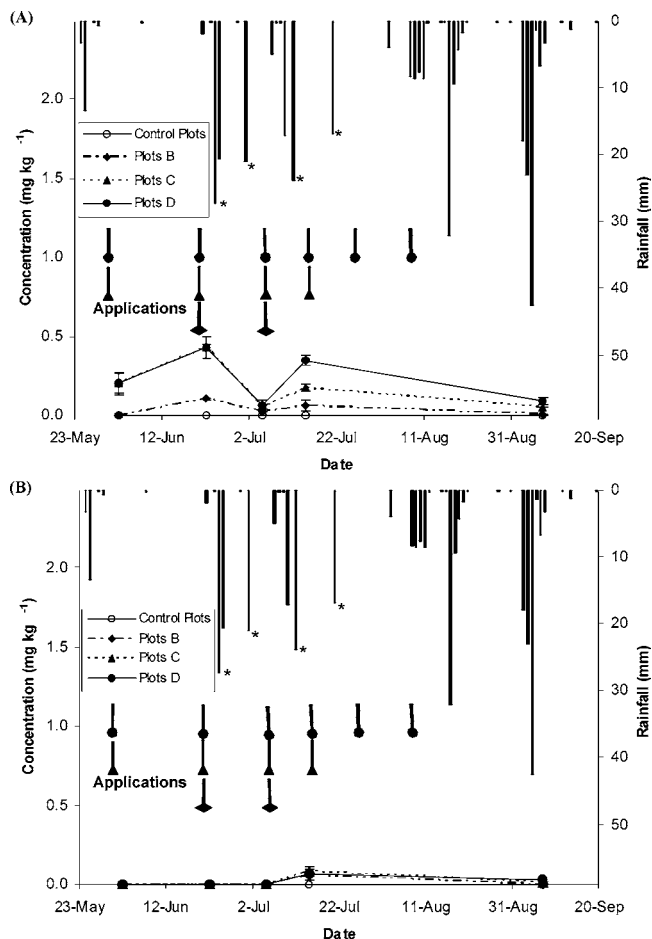 (A)
2.0
1.5
1.0
0.5
0.0
Concentration (mg kg -1)
Control Plots
Plots B
Plots C
Plots D
Applications
*
*
*
*
0
10
20
30
40
50
Rainfall (mm)
23-May 12-Jun 2-Jul 22-Jul 11-Aug 31-Aug 20-Sep
Date
(B)
2.0
1.5
1.0
0.5
0.0
Concentration (mg kg -1)
Control Plots
Plots B
Plots C
Plots D
Applications
*
*
*
*
0
10
20
30
40
50
Rainfall (mm)
23-May 12-Jun 2-Jul 22-Jul 11-Aug 31-Aug 20-Sep
Date